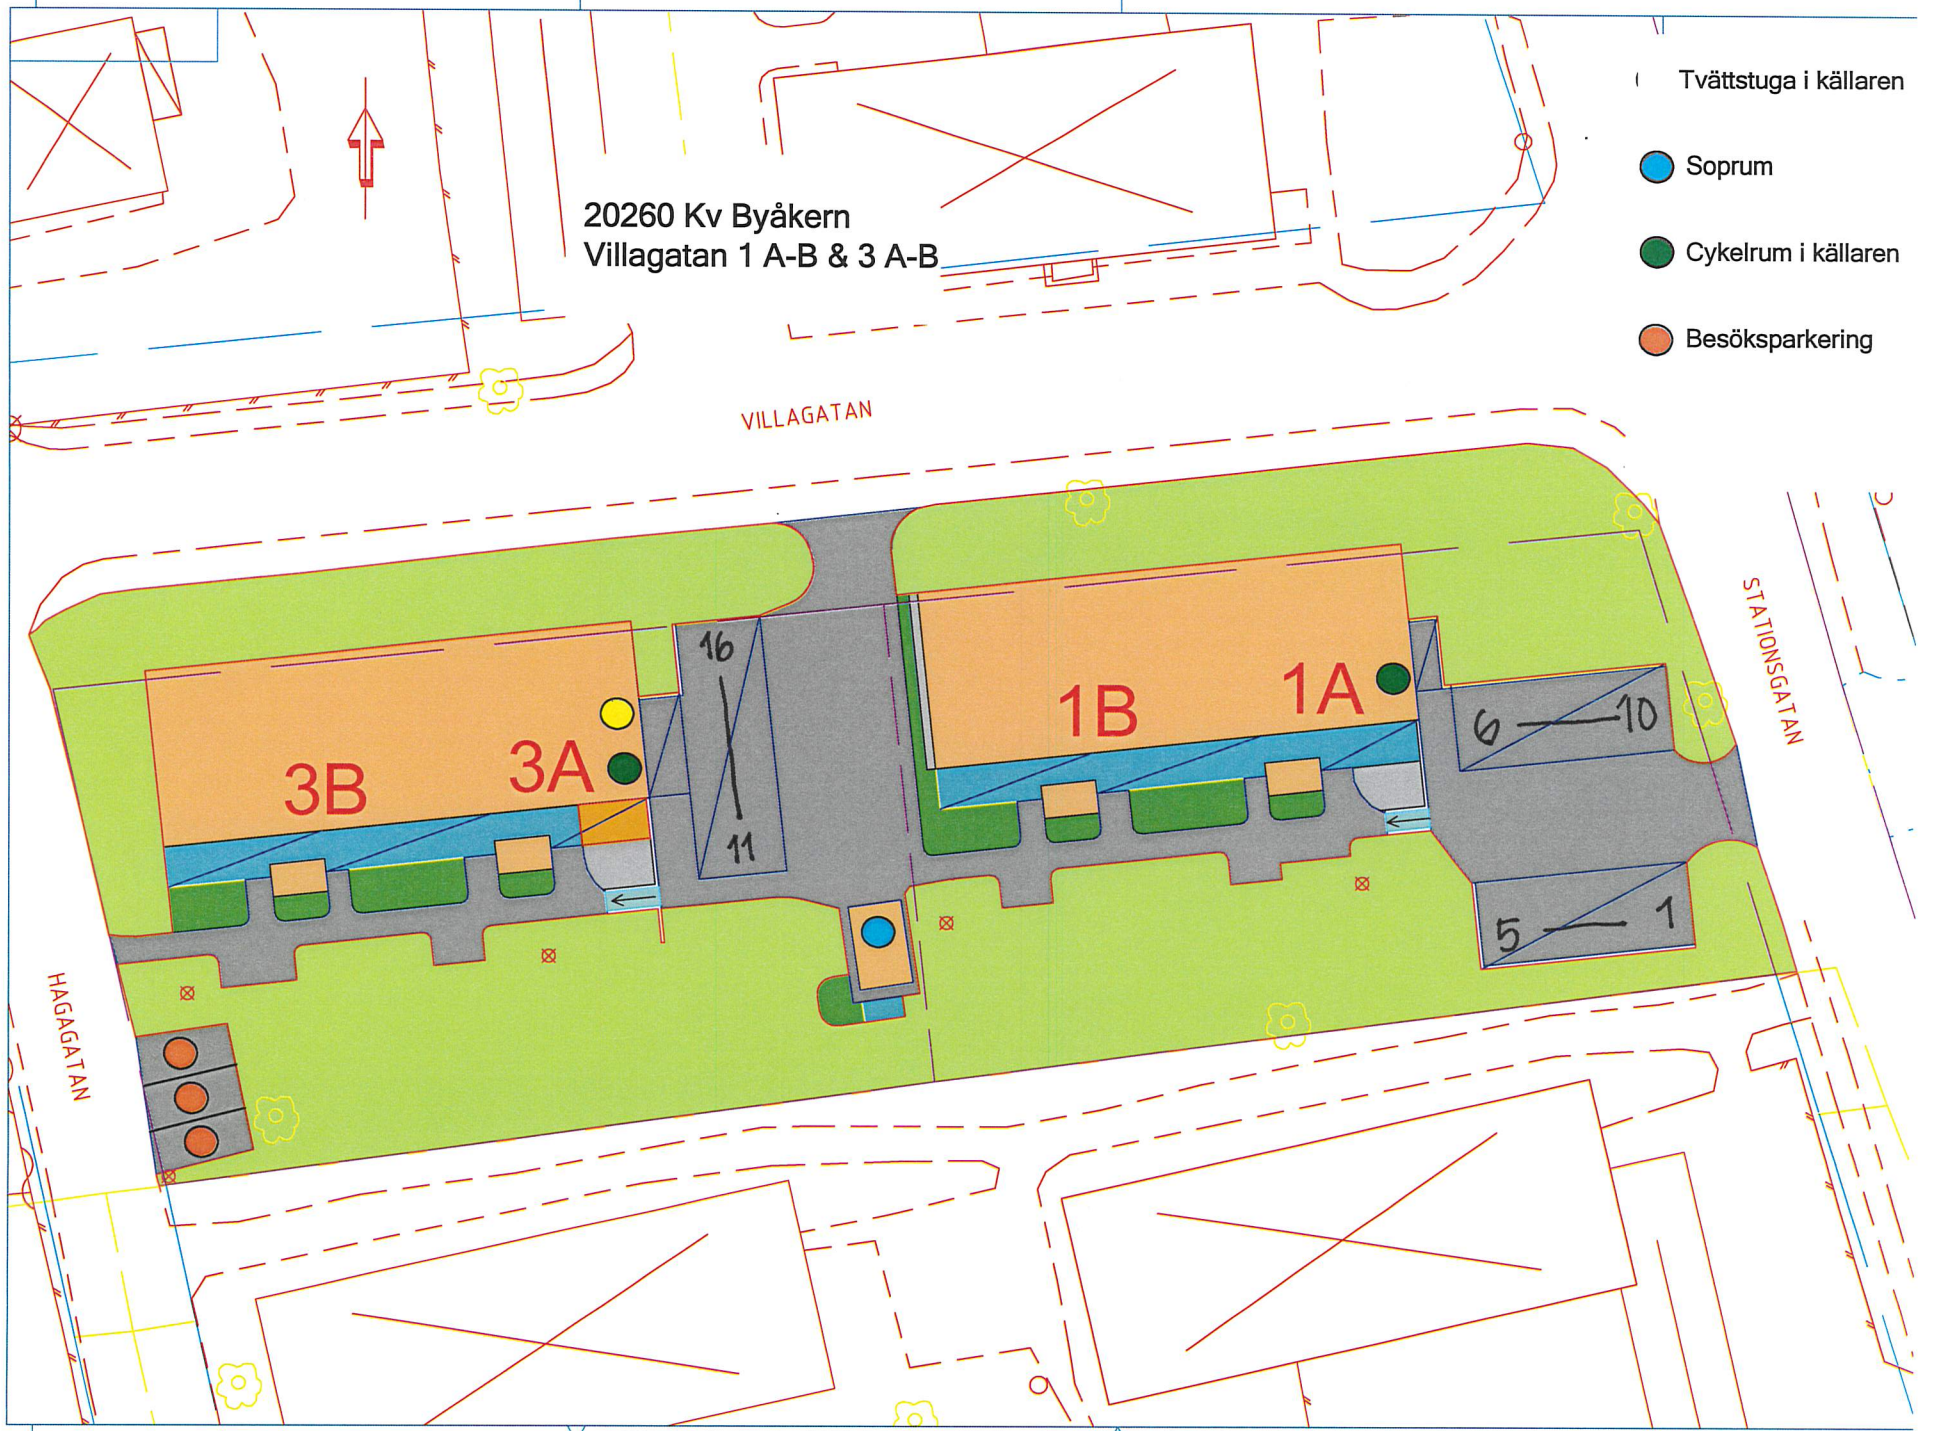 Tvättstuga i källaren
Soprum
Cykelrum i källaren
Besöksparkering
20260 Kv Byåkern
Villagatan 1 A-B & 3 A-B
VILLAGATAN
STATIONSGATAN
HAGAGATAN
16
11
1B
1A
6 — 10
3A
3B
5 — 1